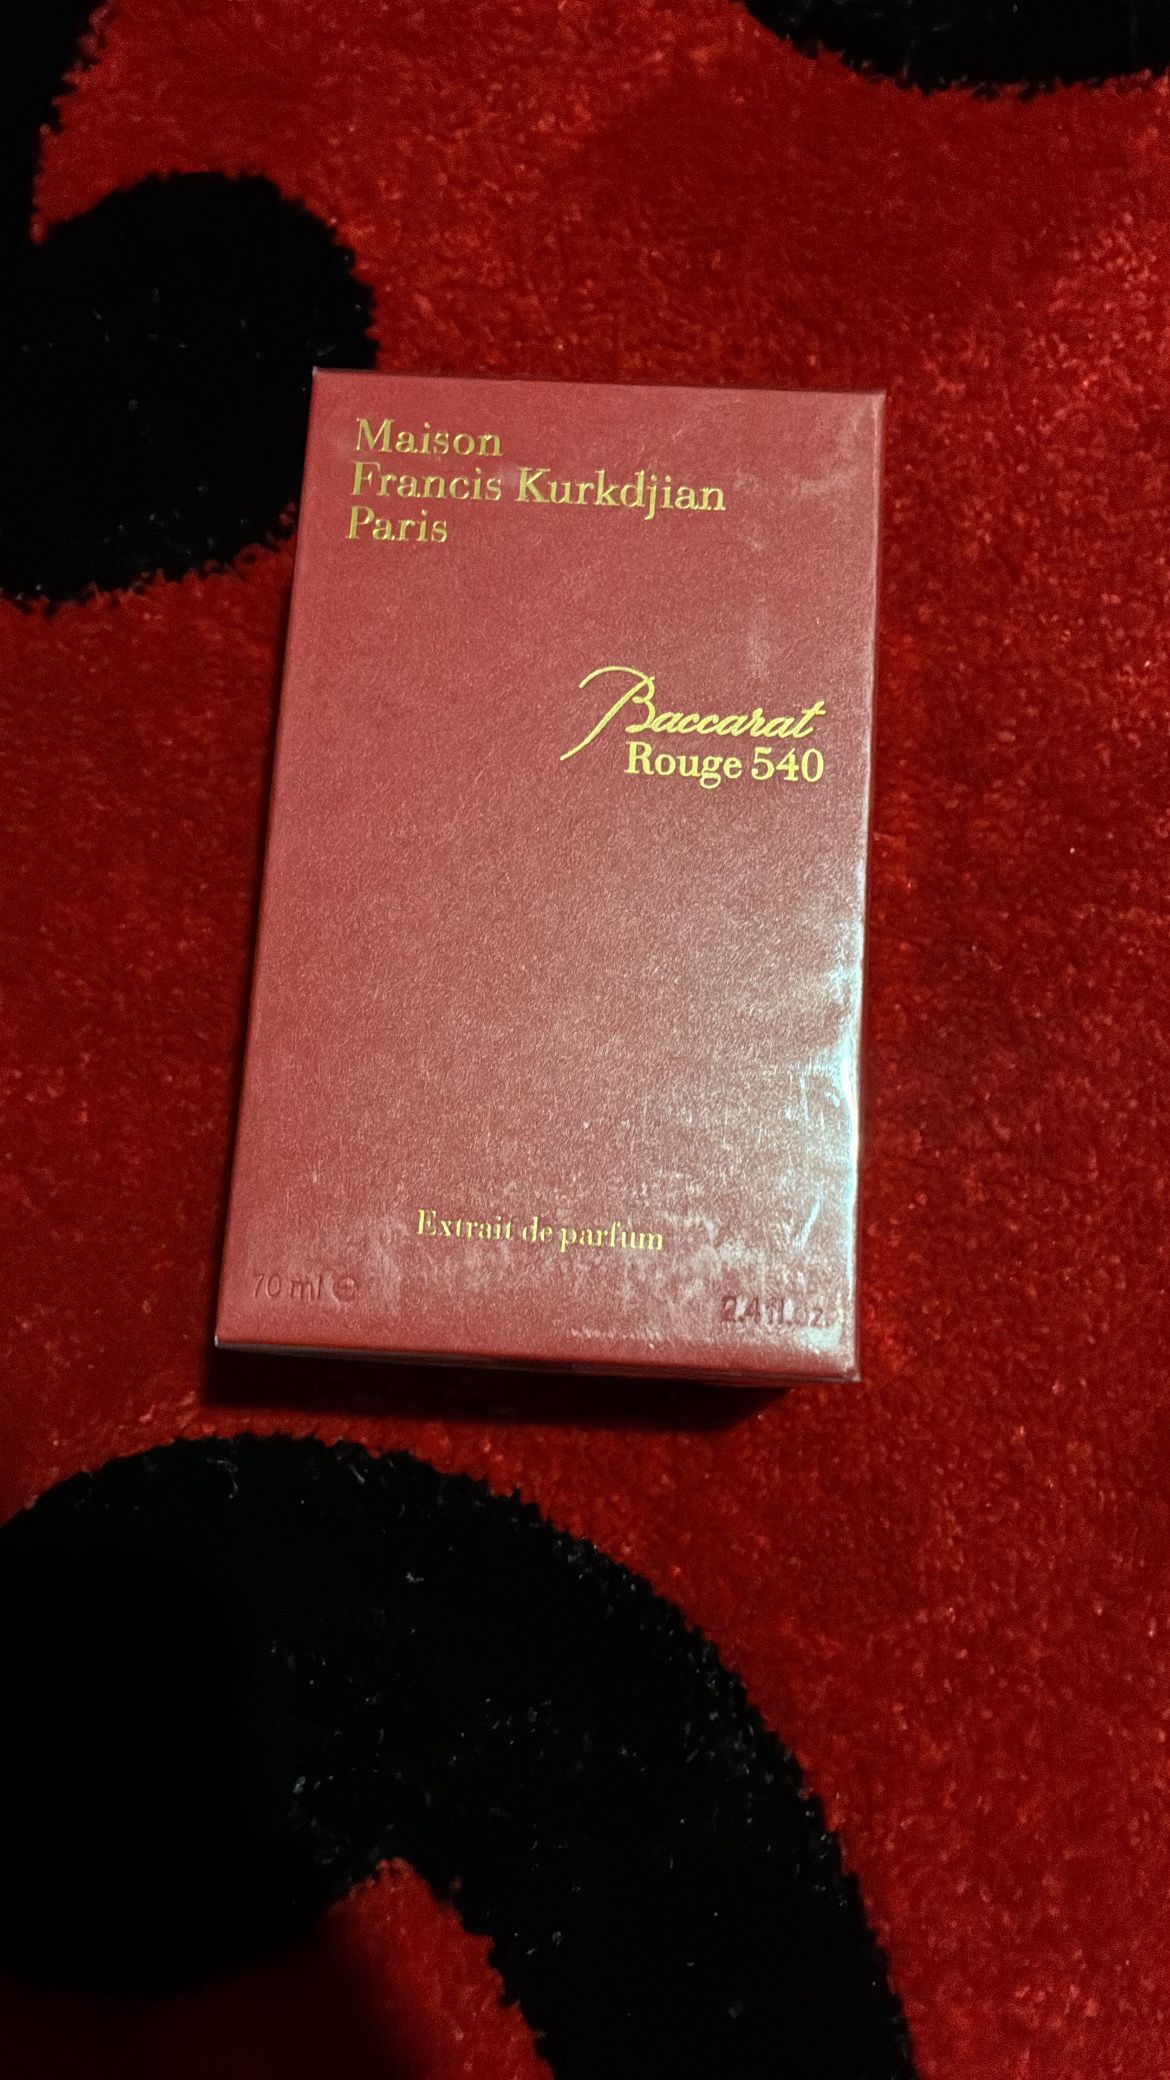 Maison
Francis Kurkdjian
Paris
Baccarat
Rouge 540
Extrait de parfum
70 ml ℮
2.4 fl.oz.